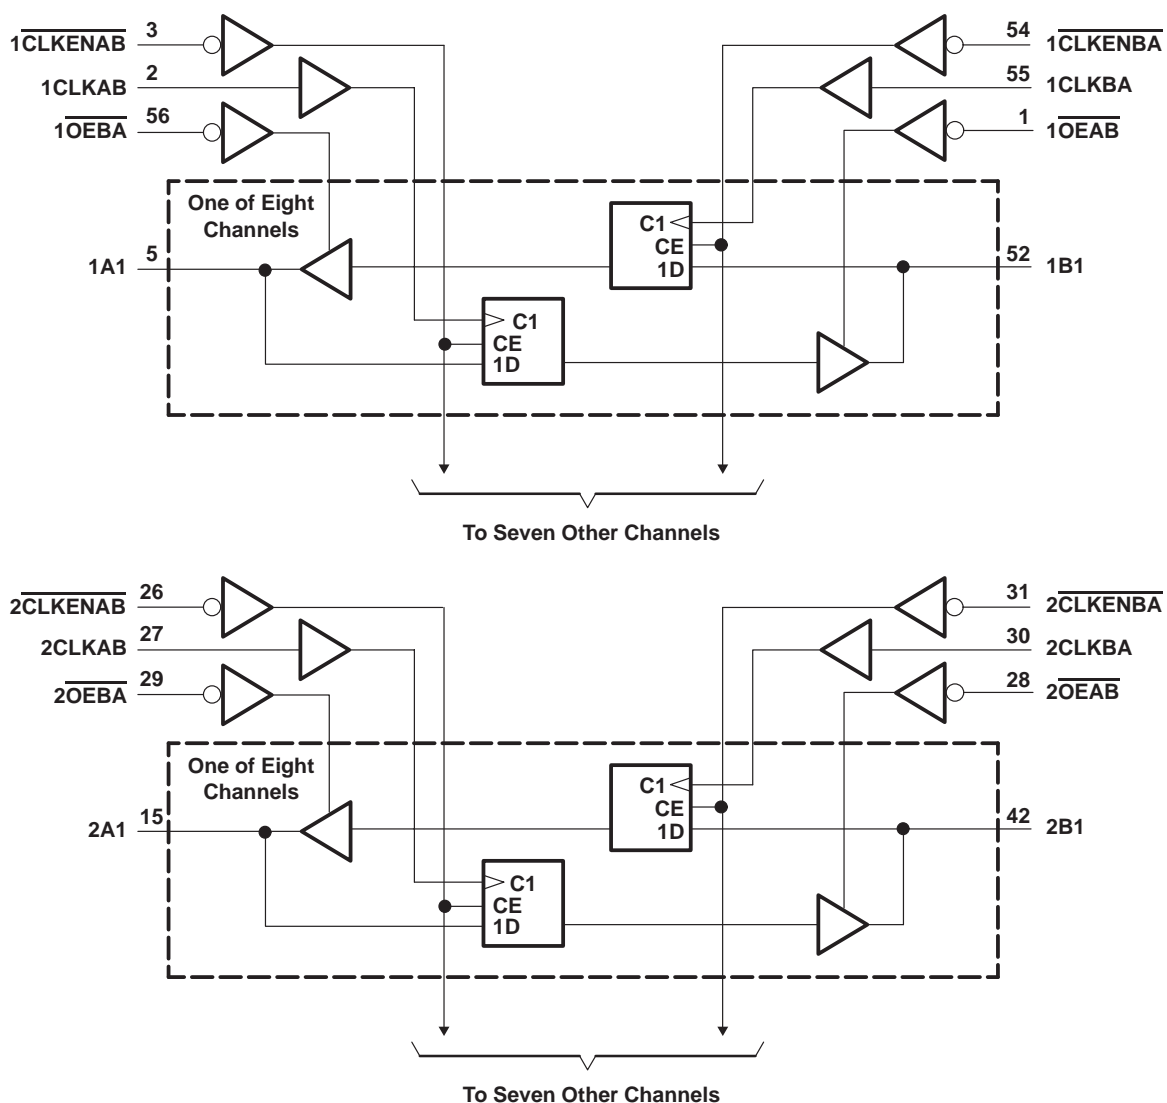 1CLKENAB 3 54 1CLKENBA
1CLKAB 2 55 1CLKBA
1OEBA 56 1 1OEAB
One of Eight
Channels
C1
CE
1D
1A1 5 52 1B1
C1
CE
1D
To Seven Other Channels
2CLKENAB 26 31 2CLKENBA
2CLKAB 27 30 2CLKBA
2OEBA 29 28 2OEAB
One of Eight
Channels
C1
CE
1D
2A1 15 42 2B1
C1
CE
1D
To Seven Other Channels